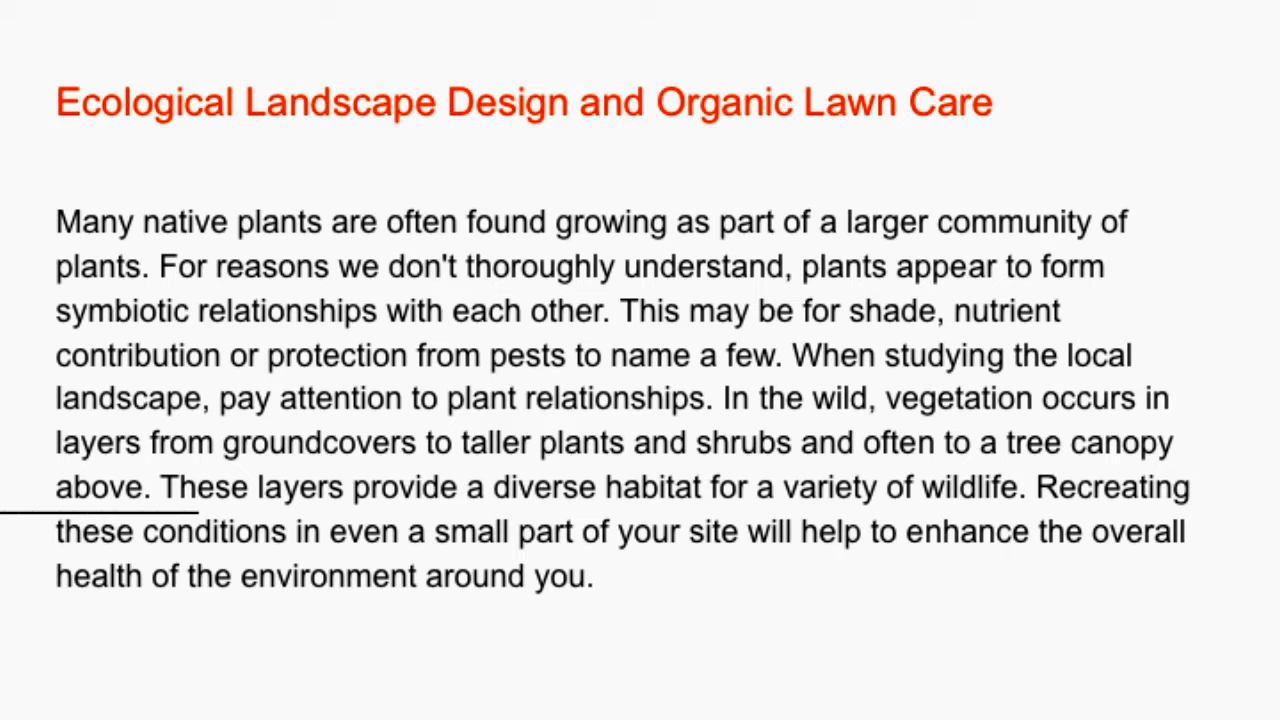 Ecological Landscape Design and Organic Lawn Care
Many native plants are often found growing as part of a larger community of
plants. For reasons we don't thoroughly understand, plants appear to form
symbiotic relationships with each other. This may be for shade, nutrient
contribution or protection from pests to name a few. When studying the local
landscape, pay attention to plant relationships. In the wild, vegetation occurs in
layers from groundcovers to taller plants and shrubs and often to a tree canopy
above. These layers provide a diverse habitat for a variety of wildlife. Recreating
these conditions in even a small part of your site will help to enhance the overall
health of the environment around you.